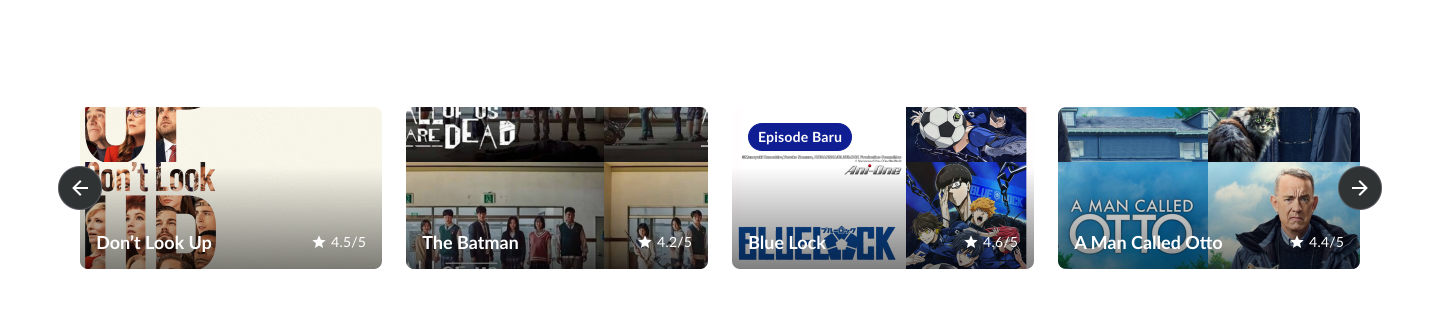 UP
Don't Look
UP
Don't Look Up
4.5/5
ALL OF US
ARE DEAD
The Batman
4.2/5
Episode Baru
Ani-One
BLUE LOCK
BLUELOCK
Blue Lock
4.6/5
A MAN CALLED
OTTO
A Man Called Otto
4.4/5